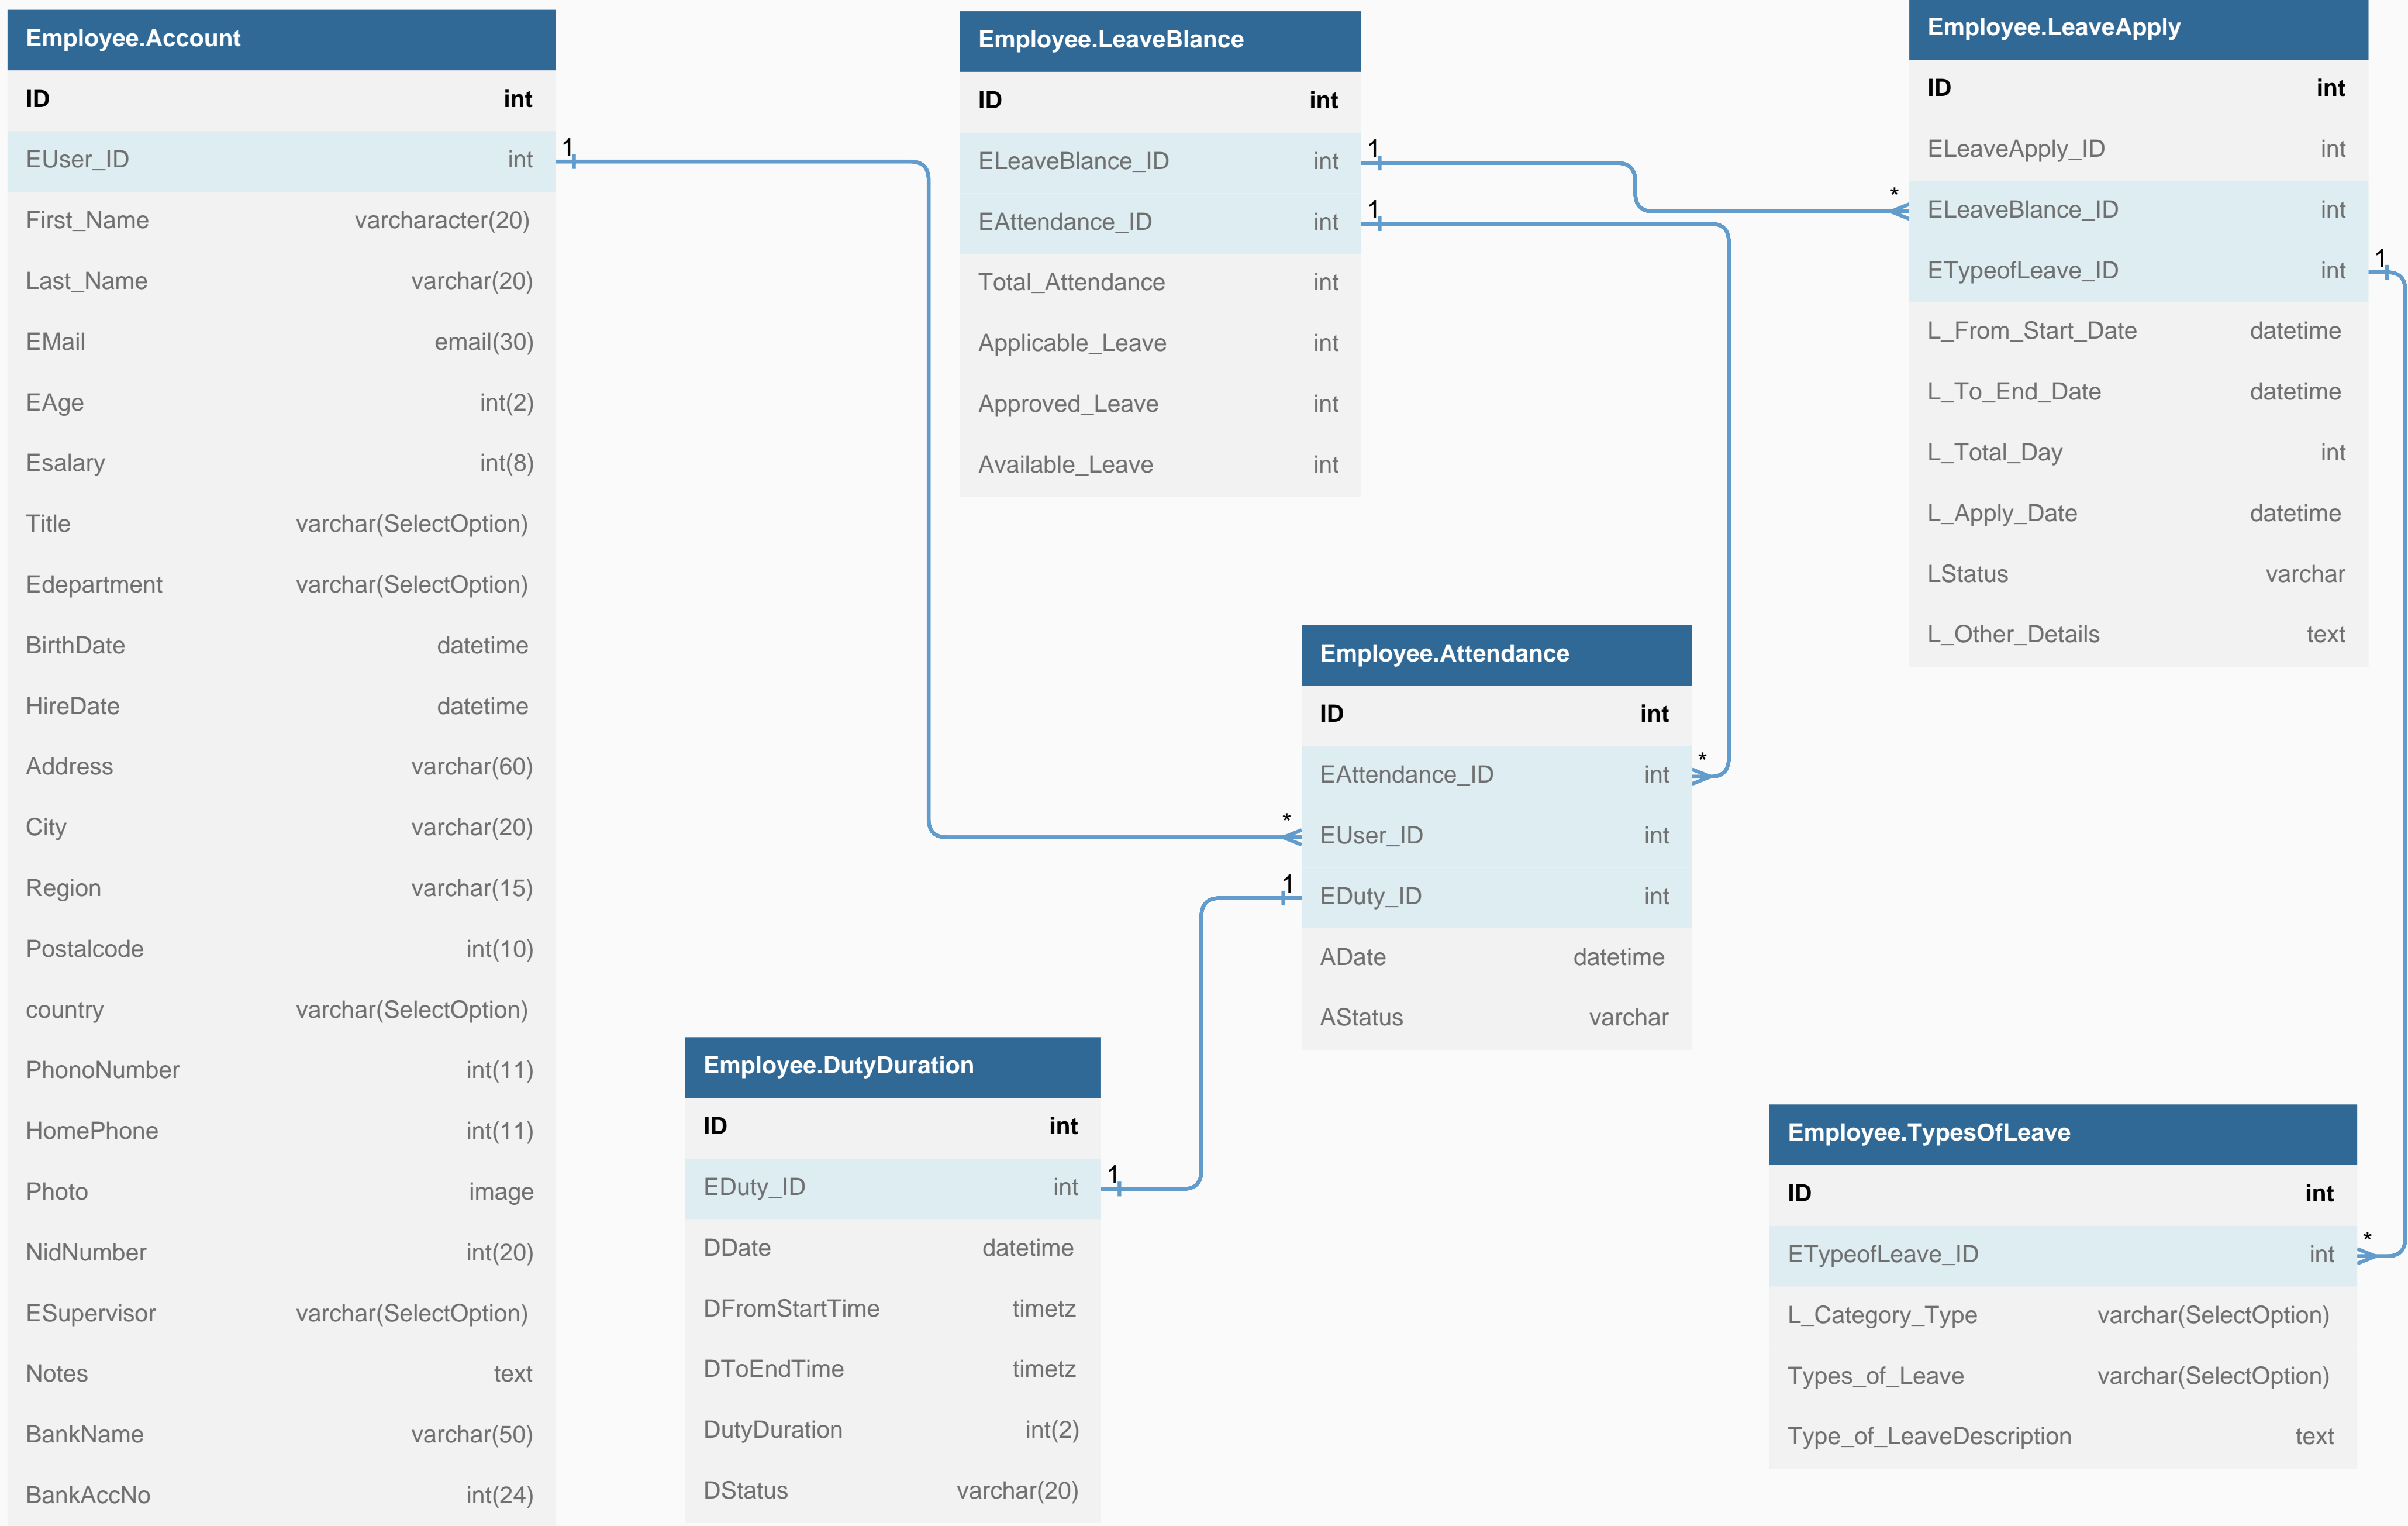 Employee.Account
ID int
EUser_ID int
First_Name varcharacter(20)
Last_Name varchar(20)
EMail email(30)
EAge int(2)
Esalary int(8)
Title varchar(SelectOption)
Edepartment varchar(SelectOption)
BirthDate datetime
HireDate datetime
Address varchar(60)
City varchar(20)
Region varchar(15)
Postalcode int(10)
country varchar(SelectOption)
PhonoNumber int(11)
HomePhone int(11)
Photo image
NidNumber int(20)
ESupervisor varchar(SelectOption)
Notes text
BankName varchar(50)
BankAccNo int(24)
1
Employee.LeaveBlance
ID int
ELeaveBlance_ID int
EAttendance_ID int
Total_Attendance int
Applicable_Leave int
Approved_Leave int
Available_Leave int
1
1
Employee.LeaveApply
ID int
ELeaveApply_ID int
* ELeaveBlance_ID int
ETypeofLeave_ID int 1
L_From_Start_Date datetime
L_To_End_Date datetime
L_Total_Day int
L_Apply_Date datetime
LStatus varchar
L_Other_Details text
Employee.Attendance
ID int
EAttendance_ID int *
* EUser_ID int
1 EDuty_ID int
ADate datetime
AStatus varchar
Employee.DutyDuration
ID int
EDuty_ID int 1
DDate datetime
DFromStartTime timetz
DToEndTime timetz
DutyDuration int(2)
DStatus varchar(20)
Employee.TypesOfLeave
ID int
ETypeofLeave_ID int *
L_Category_Type varchar(SelectOption)
Types_of_Leave varchar(SelectOption)
Type_of_LeaveDescription text